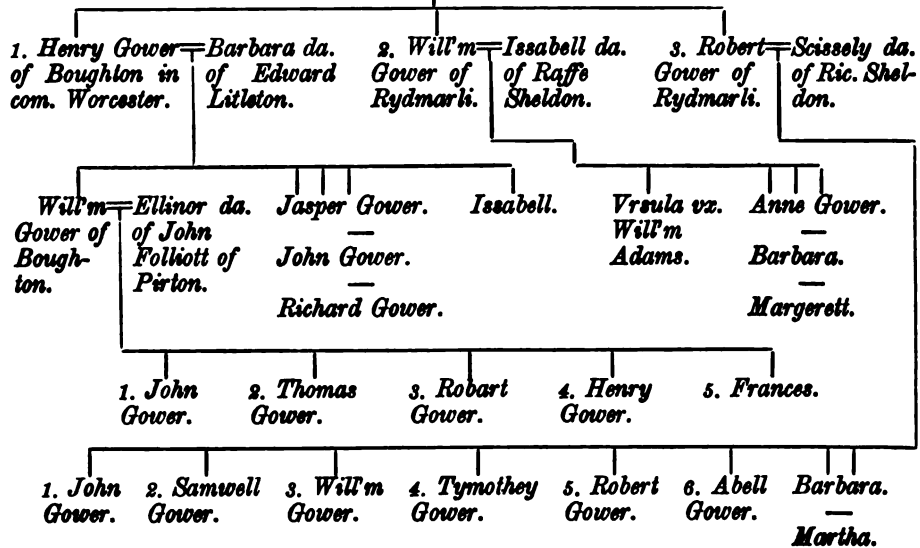 1. Henry Gower
of Boughton in
com. Worcester.
Barbara da.
of Edward
Litleton.
2. Will'm
Gower of
Rydmarli.
Issabell da.
of Raffe
Sheldon.
3. Robert
Gower of
Rydmarli.
Scissely da.
of Ric. Shel-
don.
Will'm
Gower of
Bough-
ton.
Ellinor da.
of John
Folliott of
Pirton.
Jasper Gower.
John Gower.
Richard Gower.
Issabell.
Vrsula vx.
Will'm
Adams.
Anne Gower.
Barbara.
Margerett.
1. John
Gower.
2. Thomas
Gower.
3. Robart
Gower.
4. Henry
Gower.
5. Frances.
1. John
Gower.
2. Samwell
Gower.
3. Will'm
Gower.
4. Tymothey
Gower.
5. Robert
Gower.
6. Abell
Gower.
Barbara.
Martha.